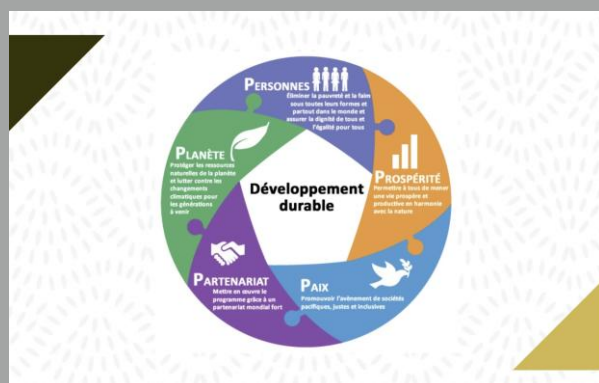 PERSONNES
Éliminer la pauvreté et la faim
sous toutes leurs formes et
partout dans le monde et
assurer la dignité de tous et
l'égalité pour tous
PLANÈTE
Protéger les ressources
naturelles de la planète
et lutter contre les
changements
climatiques pour
les générations
à venir
Développement
durable
PROSPÉRITÉ
Permettre à tous de mener
une vie prospère et
productive en harmonie
avec la nature
PARTENARIAT
Mettre en œuvre le
programme grâce à un
partenariat mondial fort
PAIX
Promouvoir l'avènement de sociétés
pacifiques, justes et inclusives